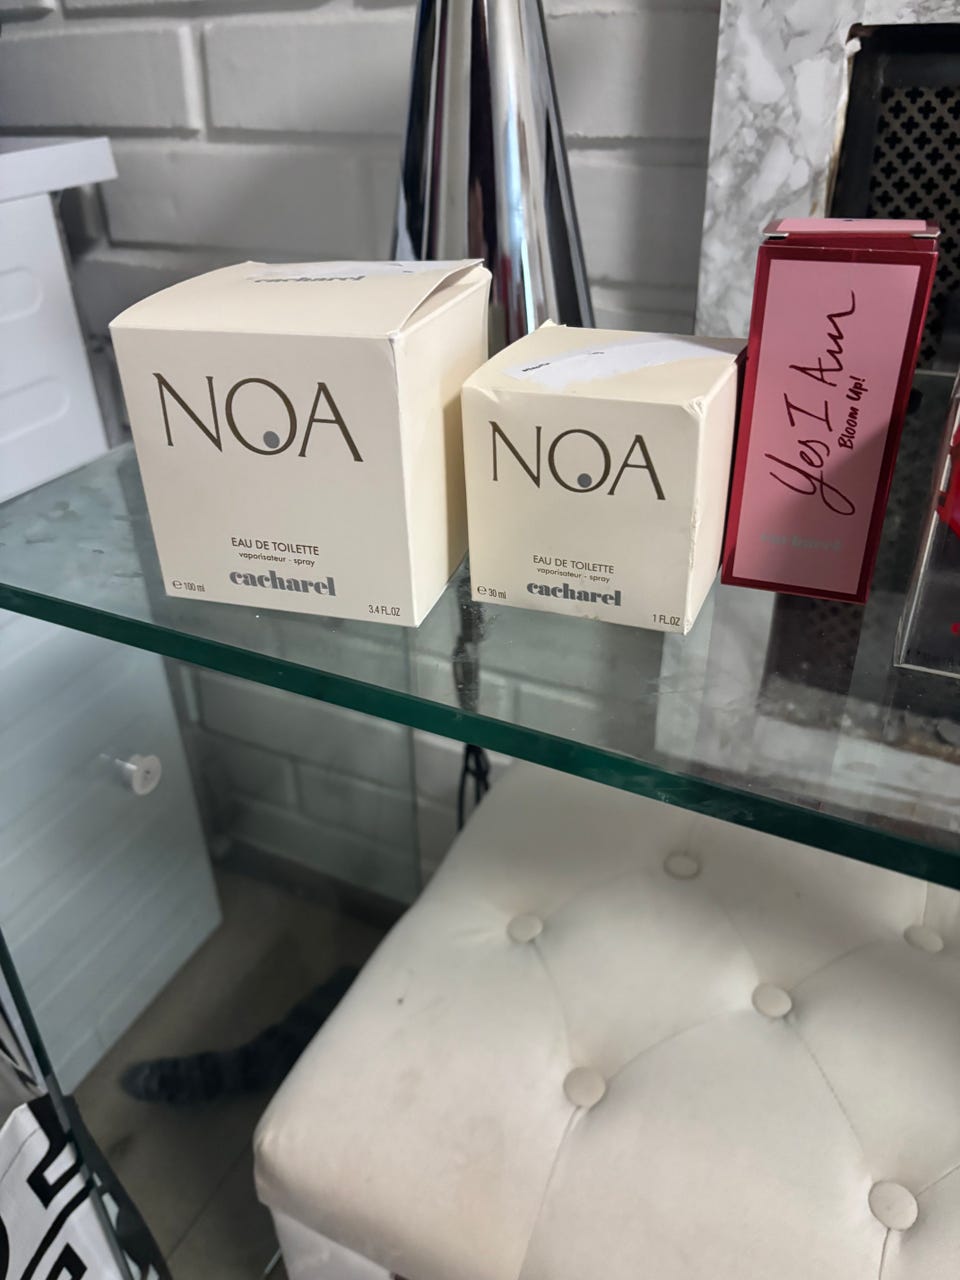 cacharel
NOA
EAU DE TOILETTE
vaporisateur - spray
cacharel
e 100 ml
3.4 FL.OZ
NOA
EAU DE TOILETTE
vaporisateur - spray
cacharel
e 30 ml
1 FL.OZ
Yes I Am
Bloom Up!
cacharel